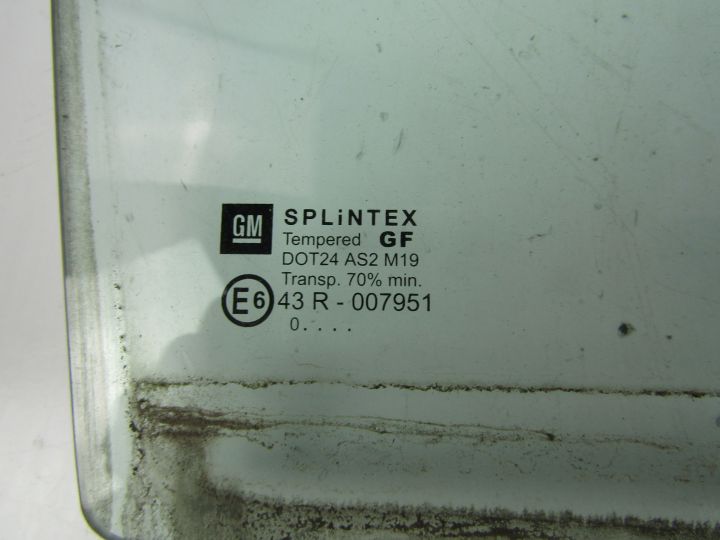 GM SPLiNTEX
Tempered GF
DOT24 AS2 M19
Transp. 70% min.
E6 43 R - 007951
0....